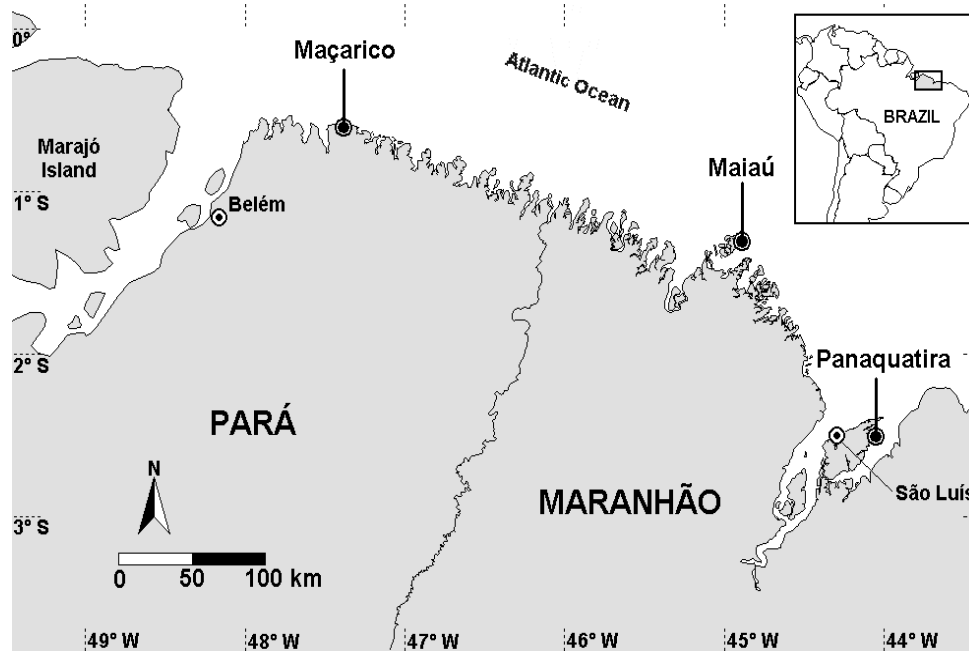 0°
Maçarico
Atlantic Ocean
BRAZIL
Marajó
Island
Maiaú
1° S
Belém
2° S
Panaquatira
PARÁ
MARANHÃO
São Luís
N
3° S
0 50 100 km
49° W 48° W 47° W 46° W 45° W 44° W